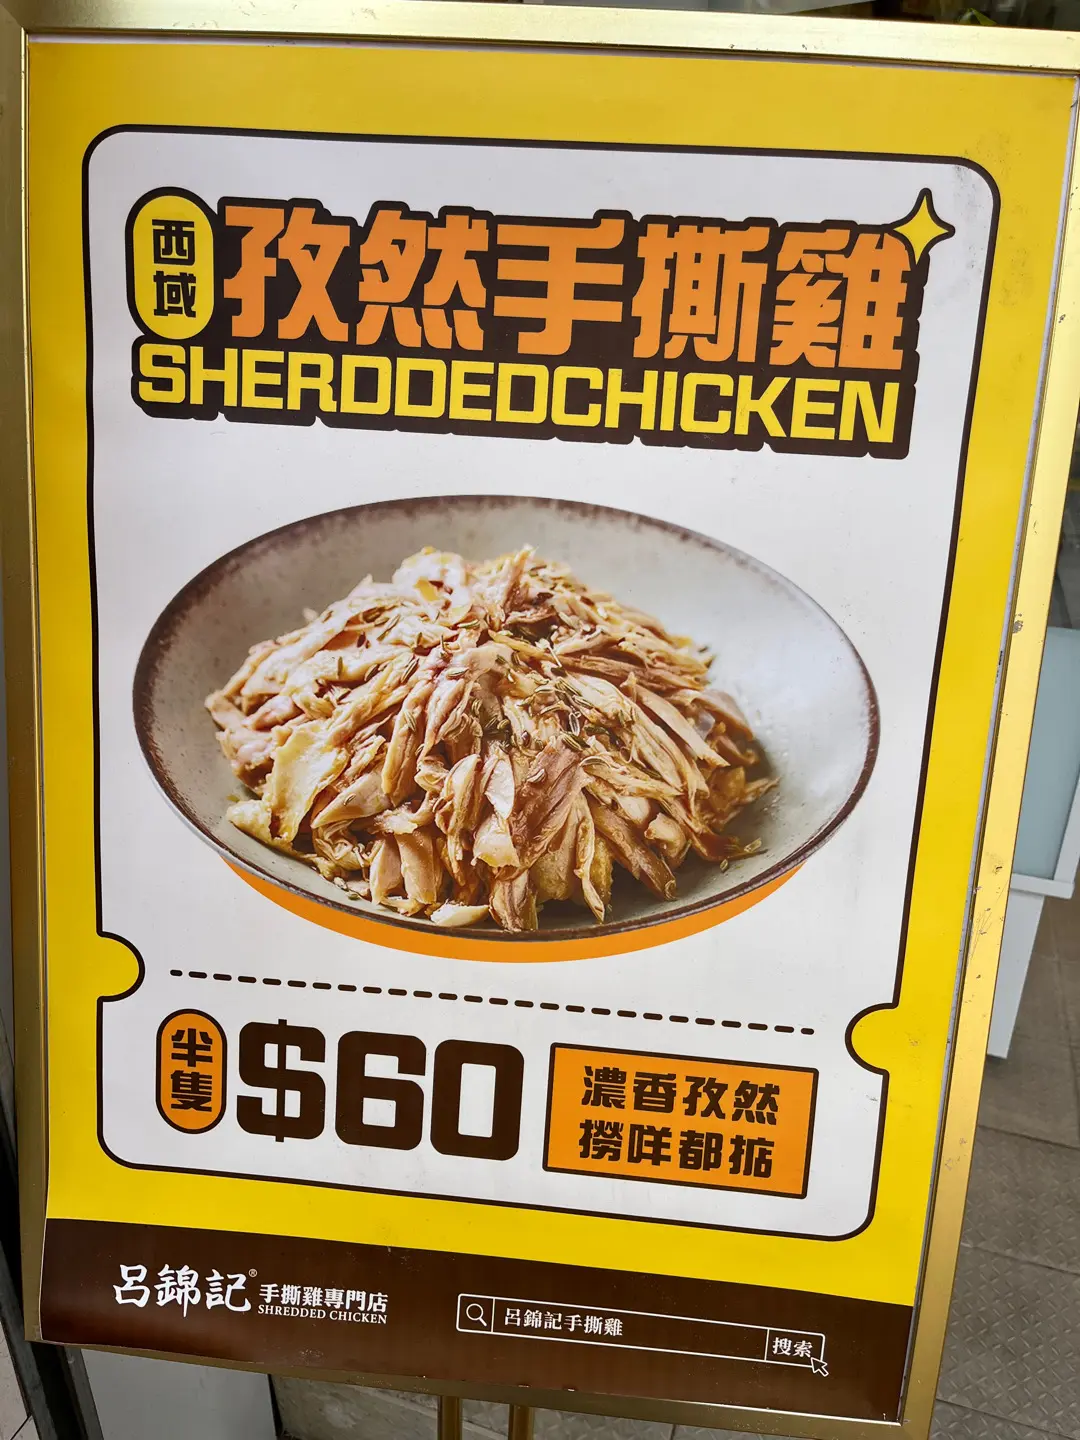 西域
孜然手撕雞
SHERDDEDCHICKEN
半隻
$60
濃香孜然
撈咩都掂
呂錦記®
手撕雞專門店
SHREDDED CHICKEN
呂錦記手撕雞
搜索